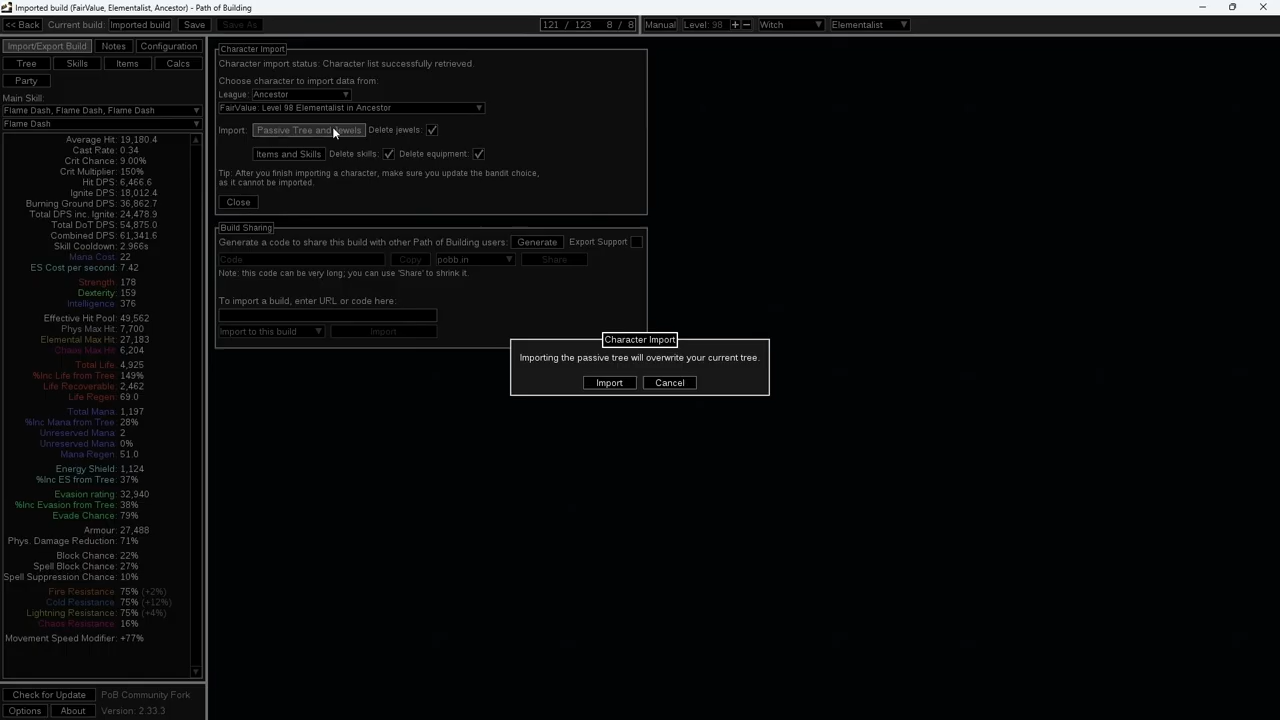 Imported build (FairValue, Elementalist, Ancestor) - Path of Building
<< Back
Current build: Imported build
Save
Save As
121 / 123 8 / 8
Manual
Level: 98
+
-
Witch
Elementalist
Import/Export Build
Notes
Configuration
Tree
Skills
Items
Calcs
Party
Main Skill:
Flame Dash, Flame Dash, Flame Dash
Flame Dash
Average Hit: 19,180.4
Cast Rate: 0.34
Crit Chance: 9.00%
Crit Multiplier: 150%
Hit DPS: 6,466.6
Ignite DPS: 18,012.4
Burning Ground DPS: 36,862.7
Total DPS inc. Ignite: 24,478.9
Total DoT DPS: 54,875.0
Combined DPS: 61,341.6
Skill Cooldown: 2.966s
Mana Cost: 22
ES Cost per second: 7.42
Strength: 178
Dexterity: 159
Intelligence: 376
Effective Hit Pool: 49,562
Phys Max Hit: 7,700
Elemental Max Hit: 27,183
Chaos Max Hit: 6,204
Total Life: 4,925
%Inc Life from Tree: 149%
Life Recoverable: 2,462
Life Regen: 69.0
Total Mana: 1,197
%Inc Mana from Tree: 28%
Unreserved Mana: 2
Unreserved Mana: 0%
Mana Regen: 51.0
Energy Shield: 1,124
%Inc ES from Tree: 37%
Evasion rating: 32,940
%Inc Evasion from Tree: 38%
Evade Chance: 79%
Armour: 27,488
Phys. Damage Reduction: 71%
Block Chance: 22%
Spell Block Chance: 27%
Spell Suppression Chance: 10%
Fire Resistance: 75% (+2%)
Cold Resistance: 75% (+12%)
Lightning Resistance: 75% (+4%)
Chaos Resistance: 16%
Movement Speed Modifier: +77%
Check for Update
PoB Community Fork
Options
About
Version: 2.33.3
Character Import
Character import status: Character list successfully retrieved.
Choose character to import data from:
League: Ancestor
FairValue: Level 98 Elementalist in Ancestor
Import: Passive Tree and Jewels Delete jewels:
Items and Skills Delete skills: Delete equipment:
Tip: After you finish importing a character, make sure you update the bandit choice,
as it cannot be imported.
Close
Build Sharing
Generate a code to share this build with other Path of Building users: Generate Export Support
Code Copy pobb.in Share
Note: this code can be very long; you can use 'Share' to shrink it.
To import a build, enter URL or code here:
Import to this build Import
Character Import
Importing the passive tree will overwrite your current tree.
Import Cancel